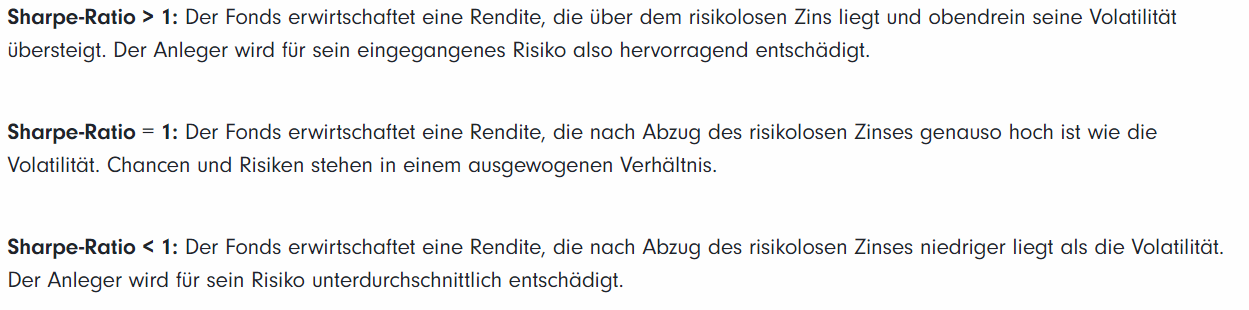 Sharpe-Ratio > 1: Der Fonds erwirtschaftet eine Rendite, die über dem risikolosen Zins liegt und obendrein seine Volatilität
übersteigt. Der Anleger wird für sein eingegangenes Risiko also hervorragend entschädigt.
Sharpe-Ratio = 1: Der Fonds erwirtschaftet eine Rendite, die nach Abzug des risikolosen Zinses genauso hoch ist wie die
Volatilität. Chancen und Risiken stehen in einem ausgewogenen Verhältnis.
Sharpe-Ratio < 1: Der Fonds erwirtschaftet eine Rendite, die nach Abzug des risikolosen Zinses niedriger liegt als die Volatilität.
Der Anleger wird für sein Risiko unterdurchschnittlich entschädigt.